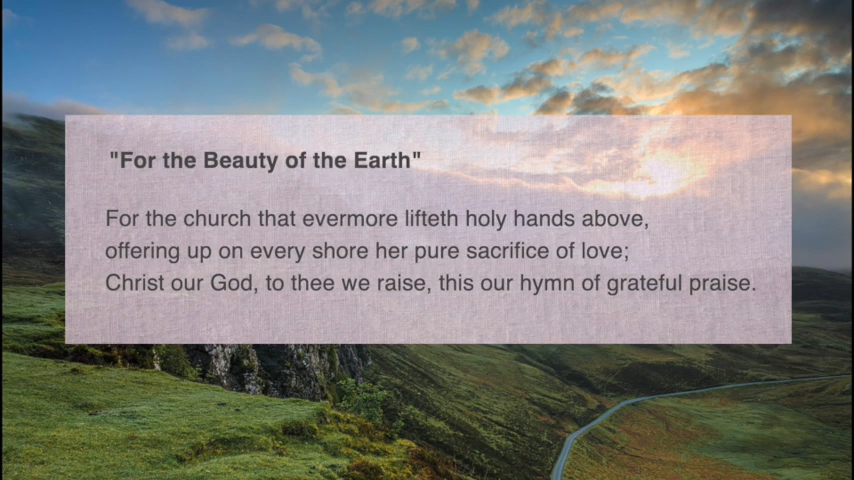 "For the Beauty of the Earth"
For the church that evermore lifteth holy hands above,
offering up on every shore her pure sacrifice of love;
Christ our God, to thee we raise, this our hymn of grateful praise.